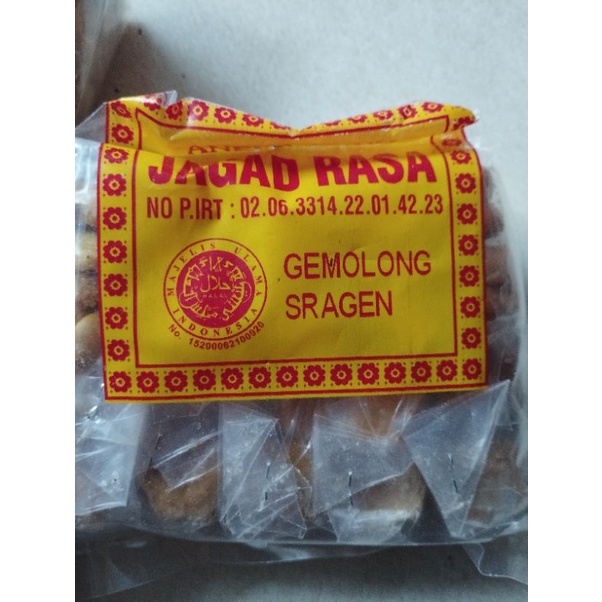 JAGAD RASA
NO P.IRT : 02.06.3314.22.01.42.23
MAJELIS ULAMA INDONESIA
حلال
HALAL
No. 15200062100020
GEMOLONG
SRAGEN